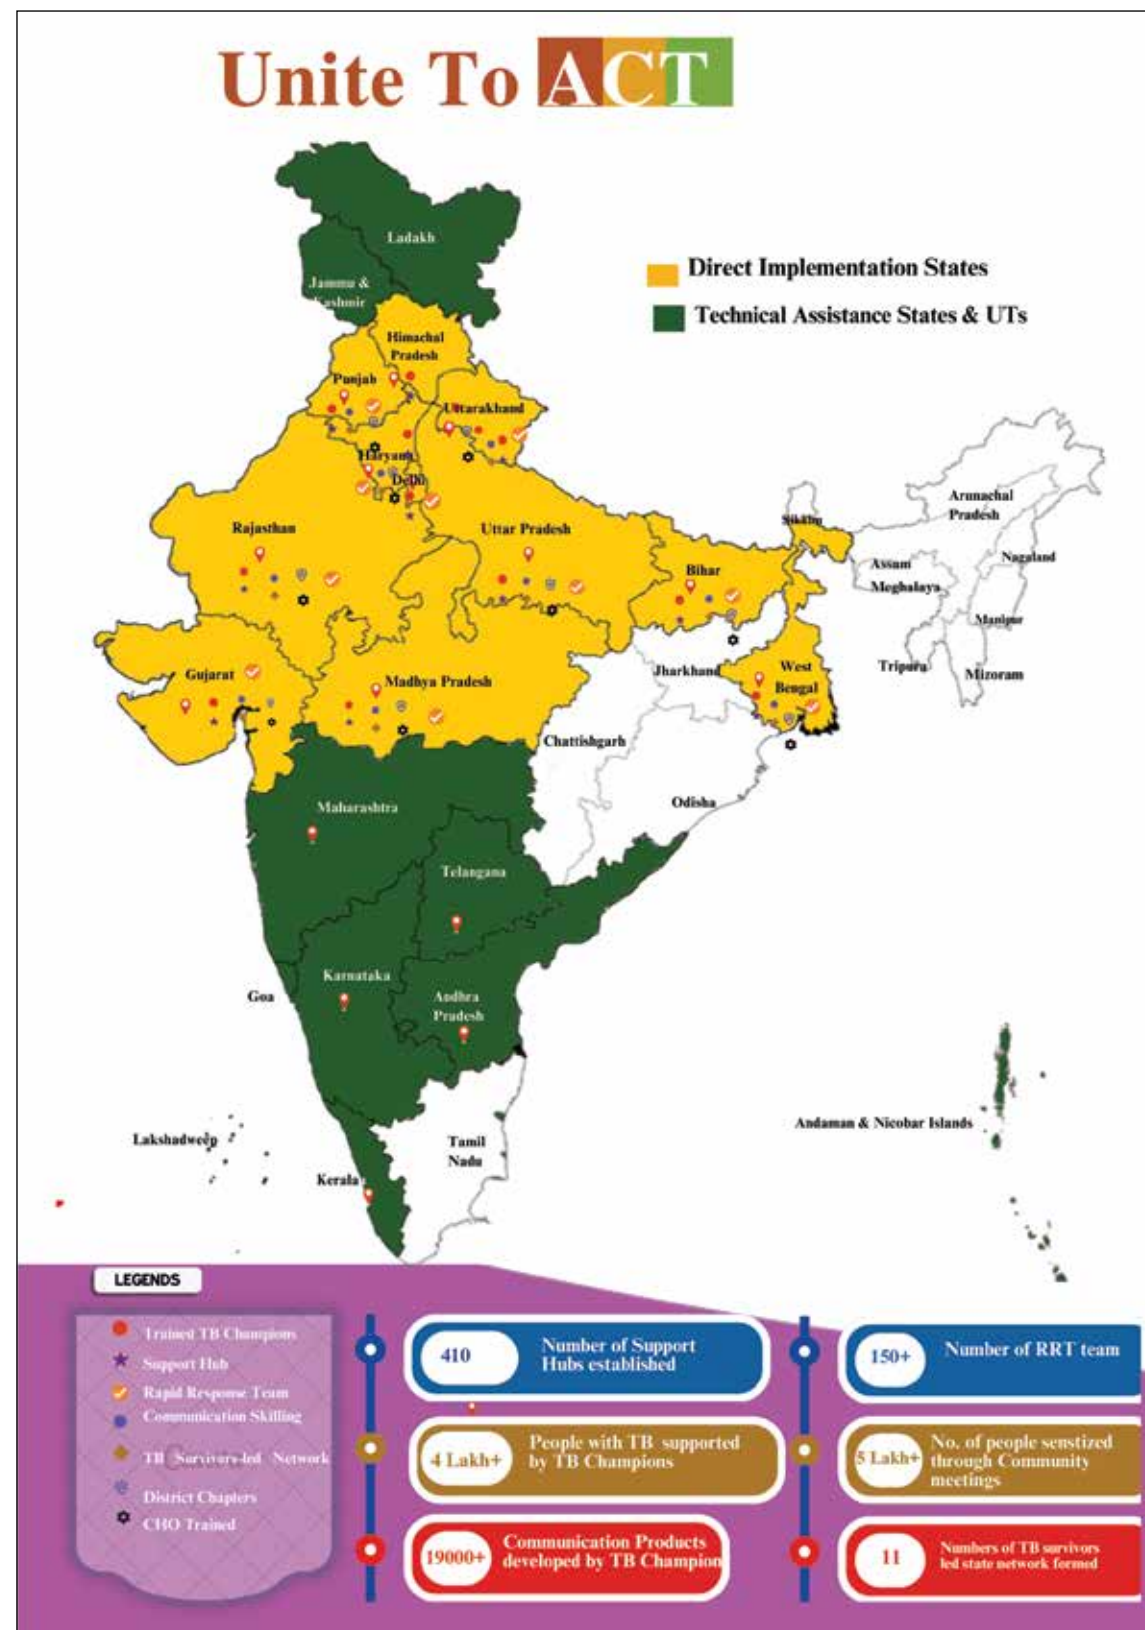 Unite To ACT
Ladakh
Jammu &
Kashmir
Direct Implementation States
Technical Assistance States & UTs
Himachal
Pradesh
Punjab
Uttarakhand
Haryana
Delhi
Rajasthan
Uttar Pradesh
Bihar
Sikkim
Arunachal
Pradesh
Nagaland
Assam
Meghalaya
Manipur
Tripura
Mizoram
Gujarat
Madhya Pradesh
Jharkhand
West
Bengal
Chattishgarh
Odisha
Maharashtra
Telangana
Karnataka
Goa
Andhra
Pradesh
Lakshadweep
Kerala
Tamil
Nadu
Andaman & Nicobar Islands
LEGENDS
Trained TB Champions
Support Hub
Rapid Response Team
Communication Skilling
TB Survivors-led Network
District Chapters
CHO Trained
410
Number of Support
Hubs established
150+
Number of RRT team
4 Lakh+
People with TB supported
by TB Champions
5 Lakh+
No. of people senstized
through Community
meetings
19000+
Communication Products
developed by TB Champion
11
Numbers of TB survivors
led state network formed